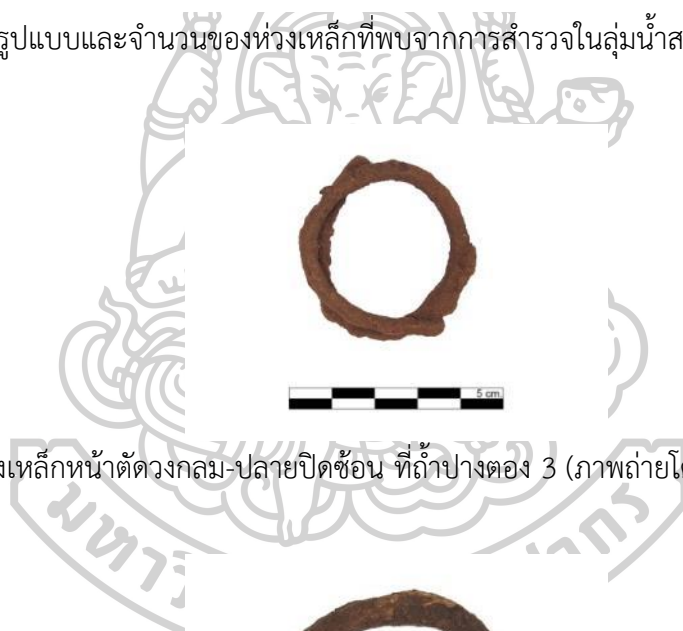 รูปแบบและจำนวนของห่วงเหล็กที่พบจากการสำรวจในลุ่มน้ำส
5 cm.
งเหล็กหน้าตัดวงกลม-ปลายปิดซ้อน ที่ถ้ำปางตอง 3 (ภาพถ่ายโด